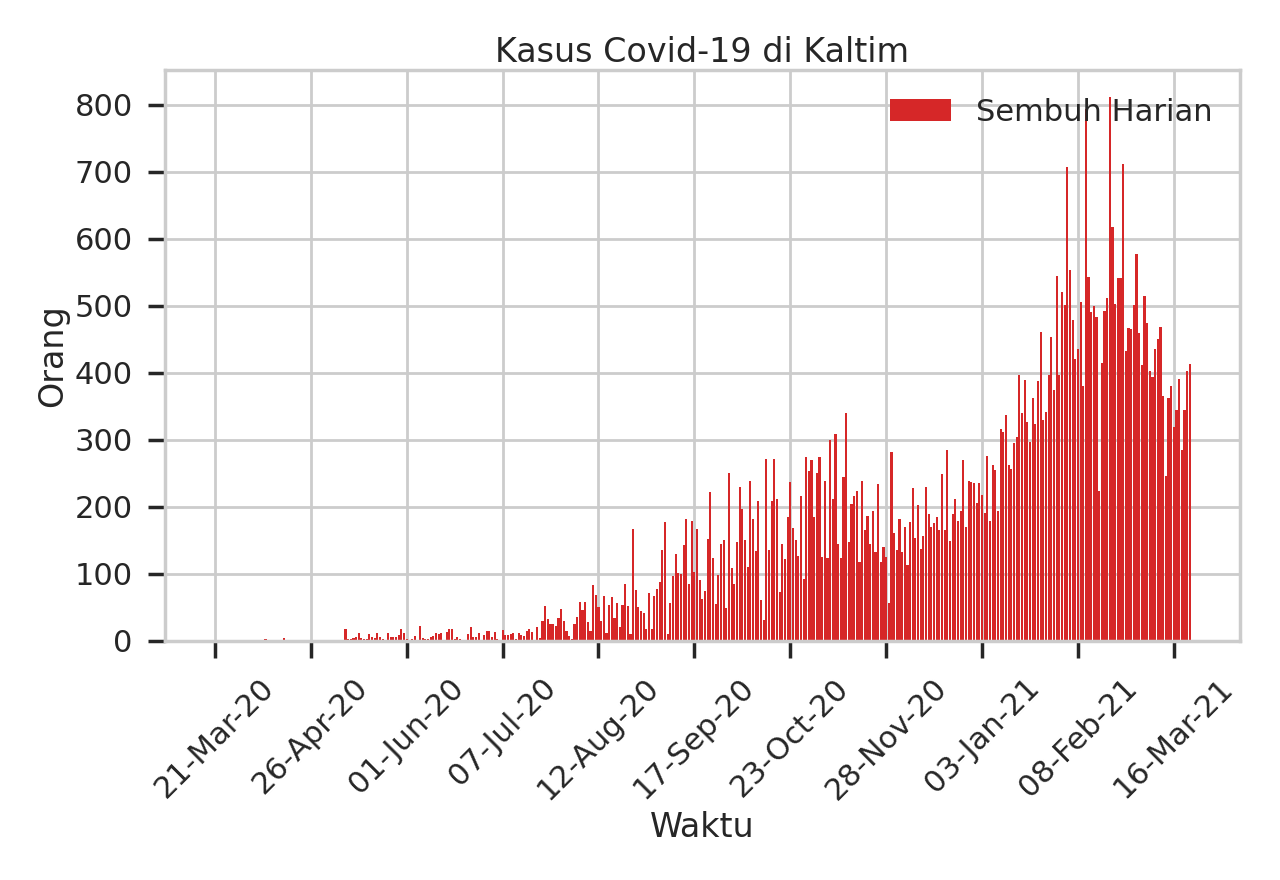 Kasus Covid-19 di Kaltim
Sembuh Harian
800
700
600
500
400
300
200
100
0
Orang
21-Mar-20
26-Apr-20
01-Jun-20
07-Jul-20
12-Aug-20
17-Sep-20
23-Oct-20
28-Nov-20
03-Jan-21
08-Feb-21
16-Mar-21
Waktu